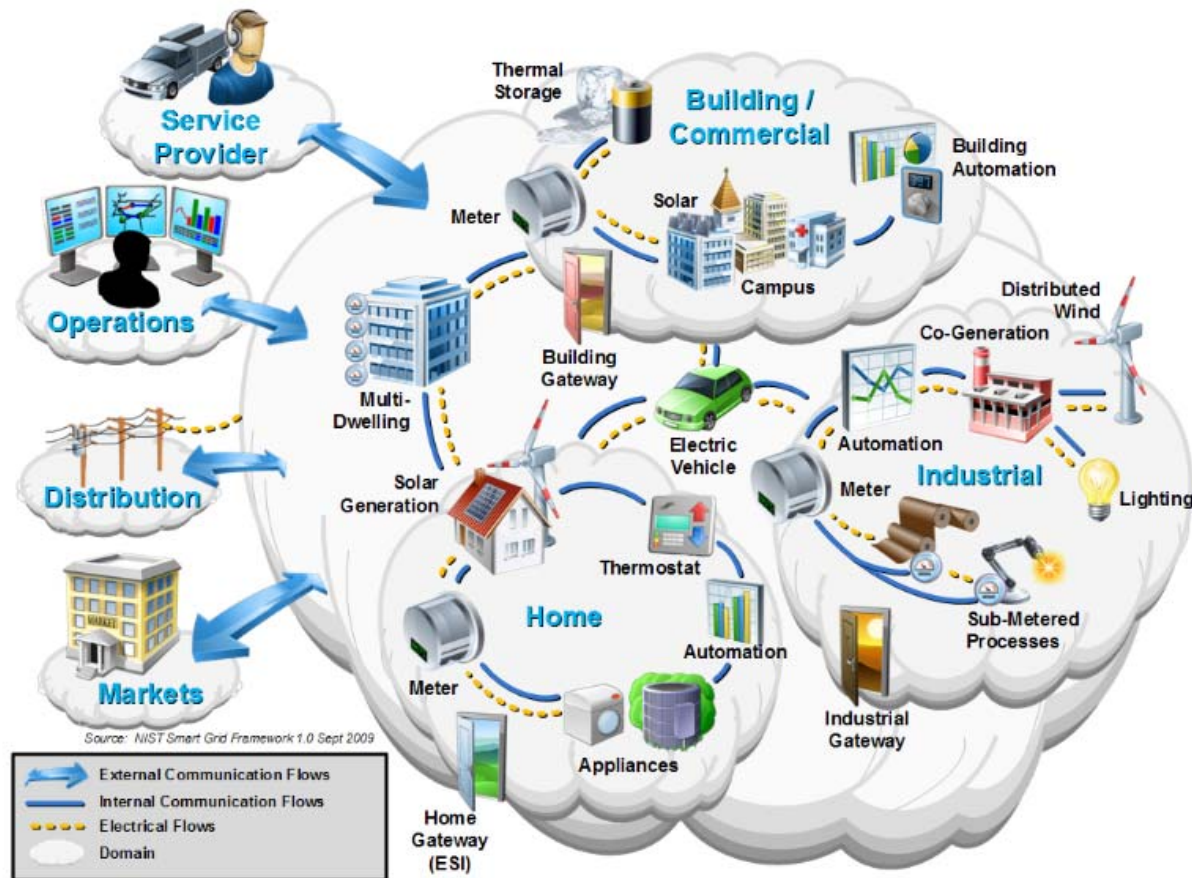 Service
Provider
Operations
Distribution
MARKET
Markets
Source: NIST Smart Grid Framework 1.0 Sept 2009
External Communication Flows
Internal Communication Flows
Electrical Flows
Domain
Thermal
Storage
Building /
Commercial
Building
Automation
Meter
Solar
Campus
Building
Gateway
Multi-
Dwelling
Electric
Vehicle
Distributed
Wind
Co-Generation
Automation
Industrial
Meter
Lighting
Sub-Metered
Processes
Industrial
Gateway
Solar
Generation
Thermostat
Home
Automation
Meter
Appliances
Home
Gateway
(ESI)